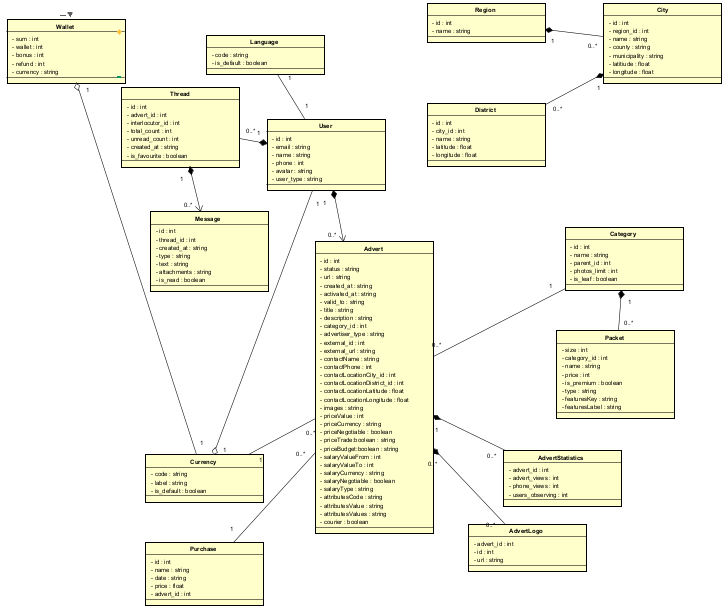 Wallet
- sum : int
- wallet : int
- bonus : int
- refund : int
- currency : string
1
Language
- code : string
- is_default : boolean
1
1
Region
- id : int
- name : string
1
0..*
City
- id : int
- region_id : int
- name : string
- county : string
- municipality : string
- latitude : float
- longitude : float
1
0..*
District
- id : int
- city_id : int
- name : string
- latitude : float
- longitude : float
Thread
- id : int
- advert_id : int
- interlocutor_id : int
- total_count : int
- unread_count : int
- created_at : string
- is_favourite : boolean
0..*
1
1
0..*
User
- id : int
- email : string
- name : string
- phone : int
- avatar : string
- user_type : string
1
1
0..*
Message
- id : int
- thread_id : int
- created_at : string
- type : string
- text : string
- attachments : string
- is_read : boolean
Advert
- id : int
- status : string
- url : string
- created_at : string
- activated_at : string
- valid_to : string
- title : string
- description : string
- category_id : int
- advertiser_type : string
- external_id : int
- external_url : string
- contactName : string
- contactPhone : int
- contactLocationCity_id : int
- contactLocationDistrict_id : int
- contactLocationLatitude : float
- contactLocationLongitude : float
- images : string
- priceValue : int
- priceCurrency : string
- priceNegotiable : boolean
- priceTrade:boolean : string
- priceBudget:boolean : string
- salaryValueFrom : int
- salaryValueTo : int
- salaryCurrency : string
- salaryNegotiable : boolean
- salaryType : string
- attributesCode : string
- attributesValue : string
- attributesValues : string
- courier : boolean
Category
- id : int
- name : string
- parent_id : int
- photos_limit : int
- is_leaf : boolean
1
0..*
1
0..*
Packet
- size : int
- category_id : int
- name : string
- price : int
- is_premium : boolean
- type : string
- featuresKey : string
- featuresLabel : string
1
0..*
AdvertStatistics
- advert_id : int
- advert_views : int
- phone_views : int
- users_observing : int
0..*
0..*
AdvertLogo
- advert_id : int
- id : int
- url : string
1
1
1
0..*
0..*
1
Currency
- code : string
- label : string
- is_default : boolean
Purchase
- id : int
- name : string
- date : string
- price : float
- advert_id : int